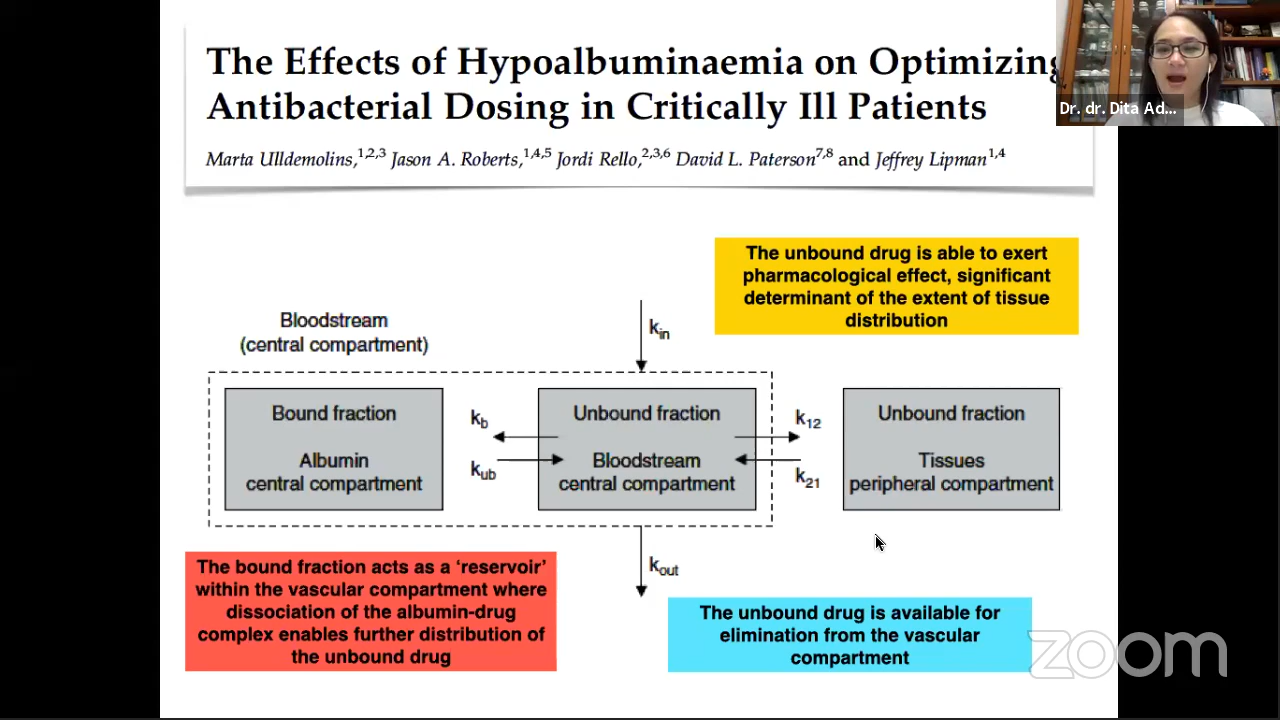 The Effects of Hypoalbuminaemia on Optimizing
Antibacterial Dosing in Critically Ill Patients
Marta Ulldemolins,1,2,3 Jason A. Roberts,1,4,5 Jordi Rello,2,3,6 David L. Paterson7,8 and Jeffrey Lipman1,4
Dr. dr. Dita Ad...
The unbound drug is able to exert
pharmacological effect, significant
determinant of the extent of tissue
distribution
Bloodstream
(central compartment)
kin
Bound fraction
Albumin
central compartment
kb
kub
Unbound fraction
Bloodstream
central compartment
k12
k21
Unbound fraction
Tissues
peripheral compartment
kout
The bound fraction acts as a ‘reservoir’
within the vascular compartment where
dissociation of the albumin-drug
complex enables further distribution of
the unbound drug
The unbound drug is available for
elimination from the vascular
compartment
zoom